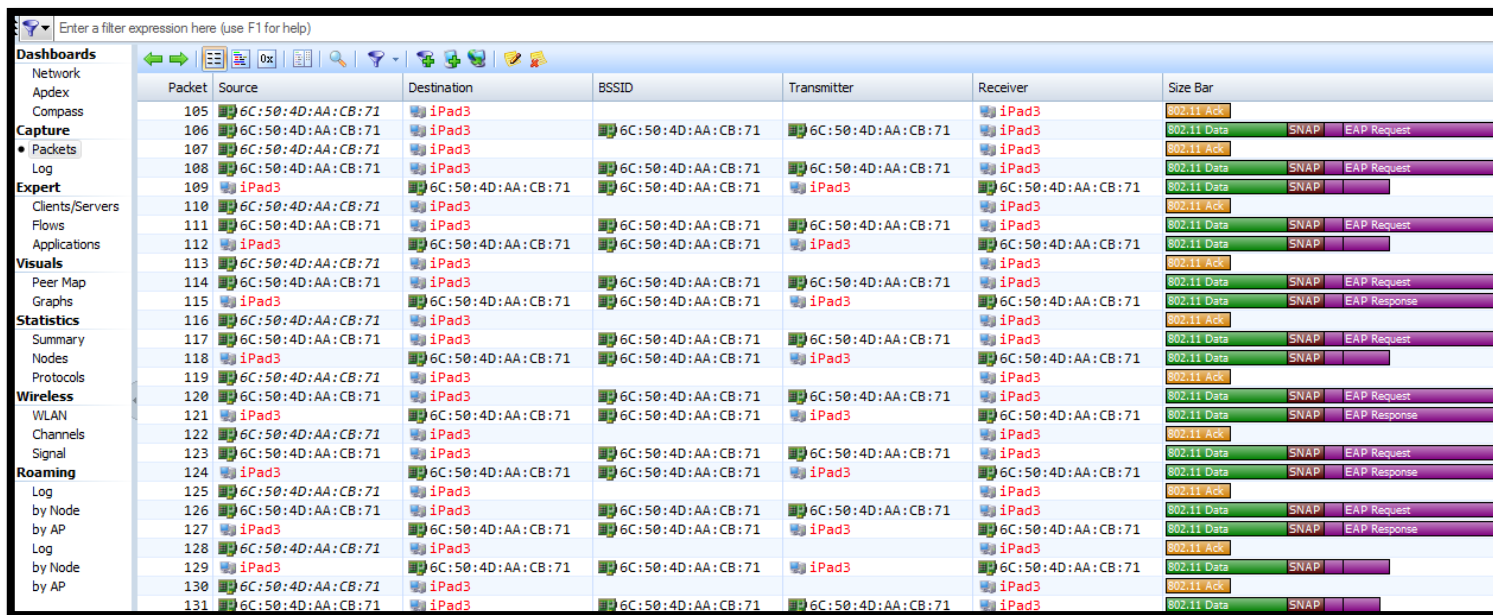 Enter a filter expression here (use F1 for help)
Dashboards
Network
Apdex
Compass
Capture
Packets
Log
Expert
Clients/Servers
Flows
Applications
Visuals
Peer Map
Graphs
Statistics
Summary
Nodes
Protocols
Wireless
WLAN
Channels
Signal
Roaming
Log
by Node
by AP
Log
by Node
by AP
0x
Packet Source Destination BSSID Transmitter Receiver Size Bar
105 6C:50:4D:AA:CB:71 iPad3 iPad3 802.11 Ack
106 6C:50:4D:AA:CB:71 iPad3 6C:50:4D:AA:CB:71 6C:50:4D:AA:CB:71 iPad3 802.11 Data SNAP EAP Request
107 6C:50:4D:AA:CB:71 iPad3 iPad3 802.11 Ack
108 6C:50:4D:AA:CB:71 iPad3 6C:50:4D:AA:CB:71 6C:50:4D:AA:CB:71 iPad3 802.11 Data SNAP EAP Request
109 iPad3 6C:50:4D:AA:CB:71 6C:50:4D:AA:CB:71 iPad3 6C:50:4D:AA:CB:71 802.11 Data SNAP
110 6C:50:4D:AA:CB:71 iPad3 iPad3 802.11 Ack
111 6C:50:4D:AA:CB:71 iPad3 6C:50:4D:AA:CB:71 6C:50:4D:AA:CB:71 iPad3 802.11 Data SNAP EAP Request
112 iPad3 6C:50:4D:AA:CB:71 6C:50:4D:AA:CB:71 iPad3 6C:50:4D:AA:CB:71 802.11 Data SNAP
113 6C:50:4D:AA:CB:71 iPad3 iPad3 802.11 Ack
114 6C:50:4D:AA:CB:71 iPad3 6C:50:4D:AA:CB:71 6C:50:4D:AA:CB:71 iPad3 802.11 Data SNAP EAP Request
115 iPad3 6C:50:4D:AA:CB:71 6C:50:4D:AA:CB:71 iPad3 6C:50:4D:AA:CB:71 802.11 Data SNAP EAP Response
116 6C:50:4D:AA:CB:71 iPad3 iPad3 802.11 Ack
117 6C:50:4D:AA:CB:71 iPad3 6C:50:4D:AA:CB:71 6C:50:4D:AA:CB:71 iPad3 802.11 Data SNAP EAP Request
118 iPad3 6C:50:4D:AA:CB:71 6C:50:4D:AA:CB:71 iPad3 6C:50:4D:AA:CB:71 802.11 Data SNAP
119 6C:50:4D:AA:CB:71 iPad3 iPad3 802.11 Ack
120 6C:50:4D:AA:CB:71 iPad3 6C:50:4D:AA:CB:71 6C:50:4D:AA:CB:71 iPad3 802.11 Data SNAP EAP Request
121 iPad3 6C:50:4D:AA:CB:71 6C:50:4D:AA:CB:71 iPad3 6C:50:4D:AA:CB:71 802.11 Data SNAP EAP Response
122 6C:50:4D:AA:CB:71 iPad3 iPad3 802.11 Ack
123 6C:50:4D:AA:CB:71 iPad3 6C:50:4D:AA:CB:71 6C:50:4D:AA:CB:71 iPad3 802.11 Data SNAP EAP Request
124 iPad3 6C:50:4D:AA:CB:71 6C:50:4D:AA:CB:71 iPad3 6C:50:4D:AA:CB:71 802.11 Data SNAP EAP Response
125 6C:50:4D:AA:CB:71 iPad3 iPad3 802.11 Ack
126 6C:50:4D:AA:CB:71 iPad3 6C:50:4D:AA:CB:71 6C:50:4D:AA:CB:71 iPad3 802.11 Data SNAP EAP Request
127 iPad3 6C:50:4D:AA:CB:71 6C:50:4D:AA:CB:71 iPad3 6C:50:4D:AA:CB:71 802.11 Data SNAP EAP Response
128 6C:50:4D:AA:CB:71 iPad3 iPad3 802.11 Ack
129 iPad3 6C:50:4D:AA:CB:71 6C:50:4D:AA:CB:71 iPad3 6C:50:4D:AA:CB:71 802.11 Data SNAP
130 6C:50:4D:AA:CB:71 iPad3 iPad3 802.11 Ack
131 6C:50:4D:AA:CB:71 iPad3 6C:50:4D:AA:CB:71 6C:50:4D:AA:CB:71 iPad3 802.11 Data SNAP